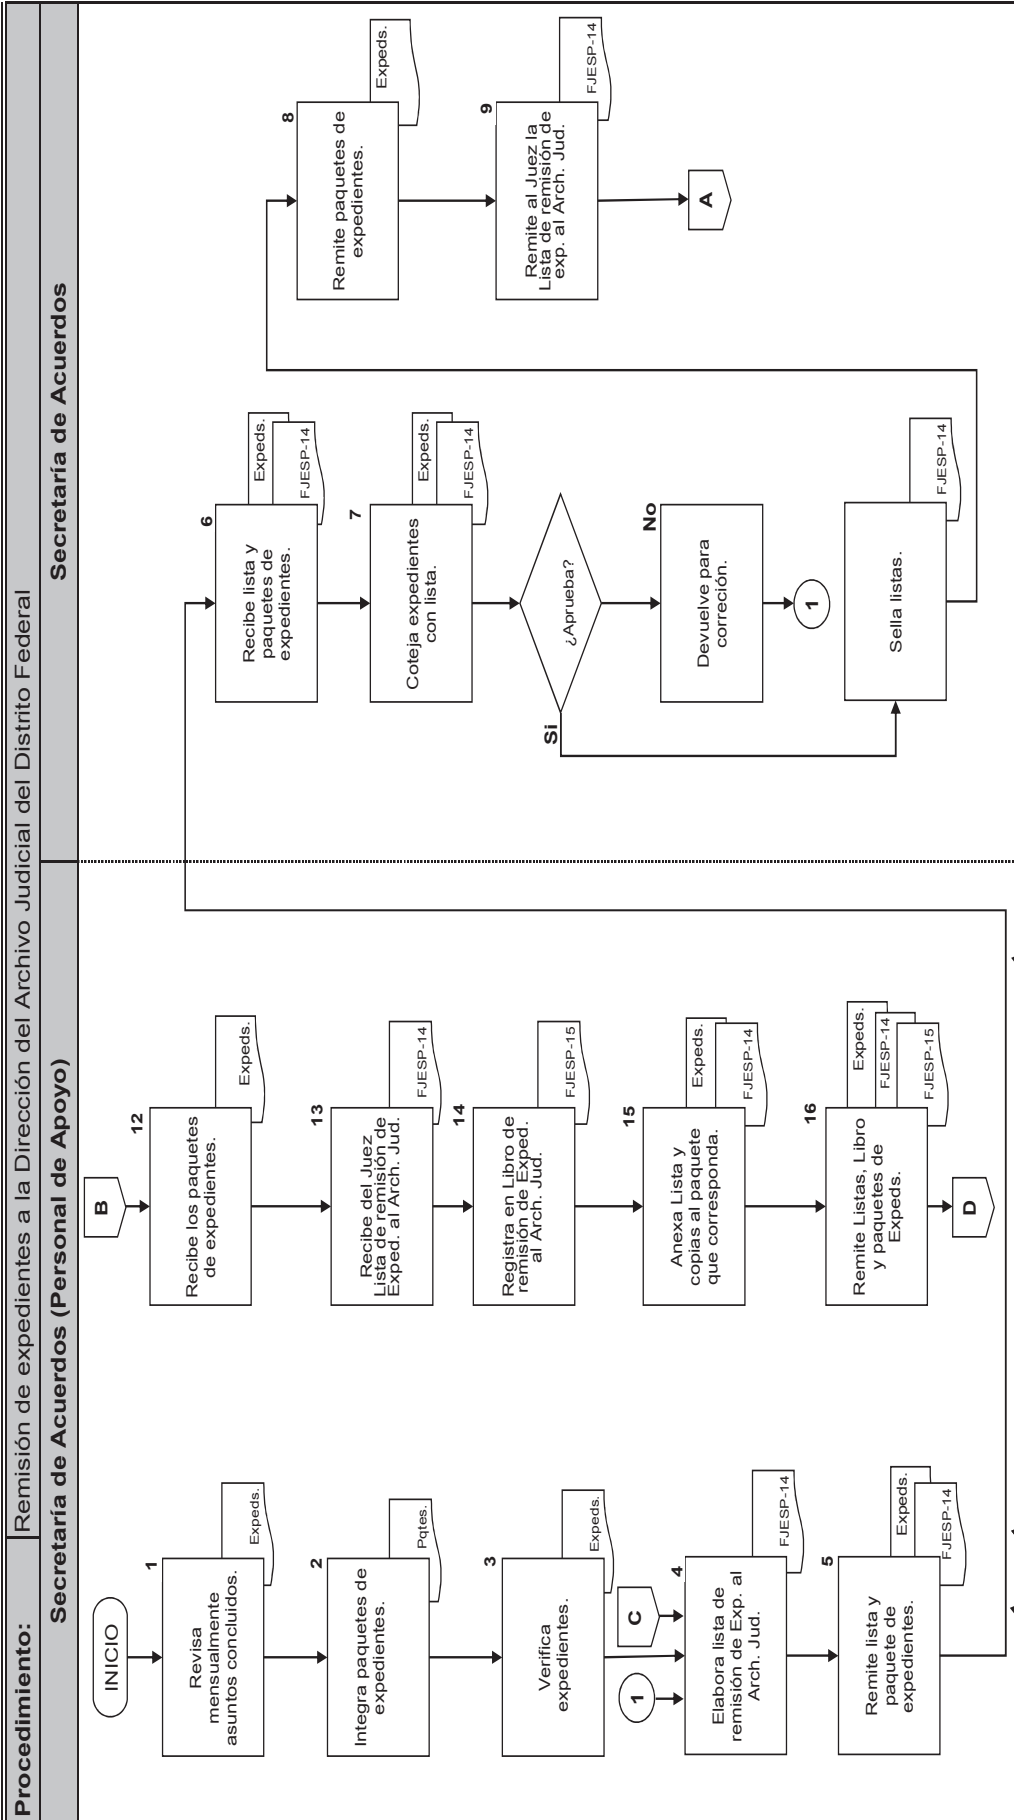 Procedimiento: Remisión de expedientes a la Dirección del Archivo Judicial del Distrito Federal
Secretaría de Acuerdos (Personal de Apoyo)
Secretaría de Acuerdos
INICIO
1
Revisa
mensualmente
asuntos concluidos.
Expeds.
2
Integra paquetes de
expedientes.
Pqtes.
3
Verifica
expedientes.
Expeds.
1
C
4
Elabora lista de
remisión de Exp. al
Arch. Jud.
FJESP-14
5
Remite lista y
paquete de
expedientes.
Expeds.
FJESP-14
B
12
Recibe los paquetes
de expedientes.
Expeds.
13
Recibe del Juez
Lista de remisión de
Exped. al Arch. Jud.
FJESP-14
14
Registra en Libro de
remisión de Exped.
al Arch. Jud.
FJESP-15
15
Anexa Lista y
copias al paquete
que corresponda.
Expeds.
FJESP-14
16
Remite Listas, Libro
y paquetes de
Expeds.
Expeds.
FJESP-14
FJESP-15
D
6
Recibe lista y
paquetes de
expedientes.
Expeds.
FJESP-14
7
Coteja expedientes
con lista.
Expeds.
FJESP-14
¿Aprueba?
Si
No
Devuelve para
correción.
1
Sella listas.
FJESP-14
8
Remite paquetes de
expedientes.
Expeds.
9
Remite al Juez la
Lista de remisión de
exp. al Arch. Jud.
FJESP-14
A